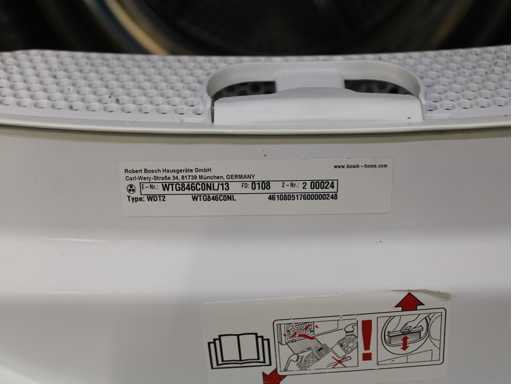 Robert Bosch Hausgeräte GmbH
Carl-Wery-Straße 34, 81739 München, GERMANY
www.bosch-home.com
E-Nr.: WTG846C0NL/13 FD: 0108 Z-Nr.: 2 00024
Type: WDT2 WTG846C0NL 461080517600000248